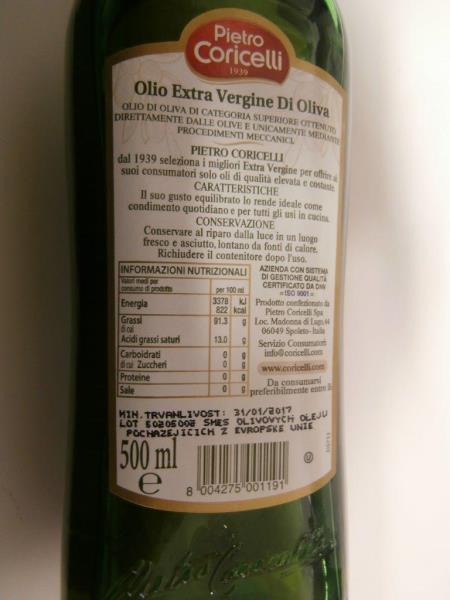 Pietro
Coricelli
1939
Olio Extra Vergine Di Oliva
OLIO DI OLIVA DI CATEGORIA SUPERIORE OTTENUTO
DIRETTAMENTE DALLE OLIVE E UNICAMENTE MEDIANTE
PROCEDIMENTI MECCANICI.
PIETRO CORICELLI
dal 1939 seleziona i migliori Extra Vergine per offrire ai
suoi consumatori solo oli di qualità elevata e costante.
CARATTERISTICHE
Il suo gusto equilibrato lo rende ideale come
condimento quotidiano e per tutti gli usi in cucina.
CONSERVAZIONE
Conservare al riparo dalla luce in un luogo
fresco e asciutto, lontano da fonti di calore.
Richiudere il contenitore dopo l'uso.
INFORMAZIONI NUTRIZIONALI
Valori medi per
consumo di prodotto
per 100 ml
Energia 3378 kJ
822 kcal
Grassi 91.3 g
di cui
Acidi grassi saturi 13.0 g
Carboidrati 0 g
di cui Zuccheri 0 g
Proteine 0 g
Sale 0 g
AZIENDA CON SISTEMA
DI GESTIONE QUALITÀ
CERTIFICATO DA DNV
=ISO 9001=
Prodotto confezionato da
Pietro Coricelli Spa
Loc. Madonna di Lugo, 44
06049 Spoleto-Italia
Servizio Consumatori
info@coricelli.com
www.coricelli.com
Da consumarsi
preferibilmente entro
MIN. TRVANLIVOST: 31/01/2017
LOT SMES OLIVOVYCH OLEJU
POCHAZEJICICH Z EVROPSKE UNIE
500 ml
e
8 004275 001191